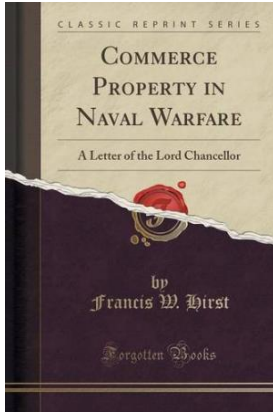 CLASSIC REPRINT SERIES
COMMERCE
PROPERTY IN
NAVAL WARFARE
A Letter of the Lord Chancellor
by
Francis W. Hirst
Forgotten Books